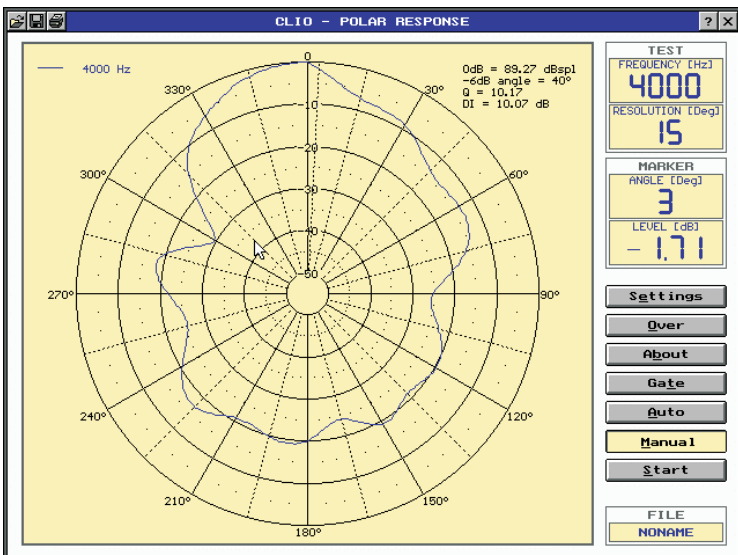 CLIO - POLAR RESPONSE
? ×
4000 Hz
0dB = 89.27 dBspl
-6dB angle = 40°
Q = 10.17
DI = 10.07 dB
0
330°
30°
-10
300°
60°
-20
-30
-40
-50
270°
90°
240°
120°
210°
150°
180°
TEST
FREQUENCY [Hz]
4000
RESOLUTION [Deg]
15
MARKER
ANGLE [Deg]
3
LEVEL [dB]
-1.71
Settings
Over
About
Gate
Auto
Manual
Start
FILE
NONAME